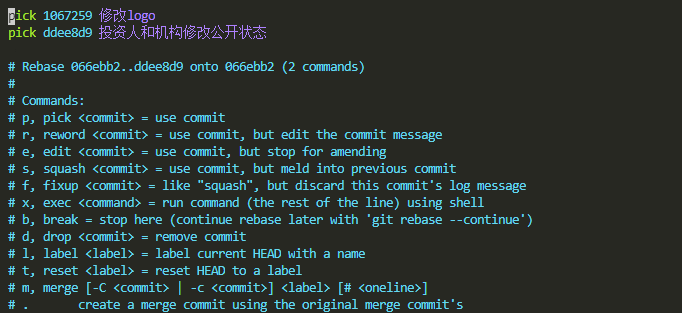 pick 1067259 修改logo
pick ddee8d9 投资人和机构修改公开状态
# Rebase 066ebb2..ddee8d9 onto 066ebb2 (2 commands)
#
# Commands:
# p, pick <commit> = use commit
# r, reword <commit> = use commit, but edit the commit message
# e, edit <commit> = use commit, but stop for amending
# s, squash <commit> = use commit, but meld into previous commit
# f, fixup <commit> = like "squash", but discard this commit's log message
# x, exec <command> = run command (the rest of the line) using shell
# b, break = stop here (continue rebase later with 'git rebase --continue')
# d, drop <commit> = remove commit
# l, label <label> = label current HEAD with a name
# t, reset <label> = reset HEAD to a label
# m, merge [-C <commit> | -c <commit>] <label> [# <oneline>]
# .       create a merge commit using the original merge commit's